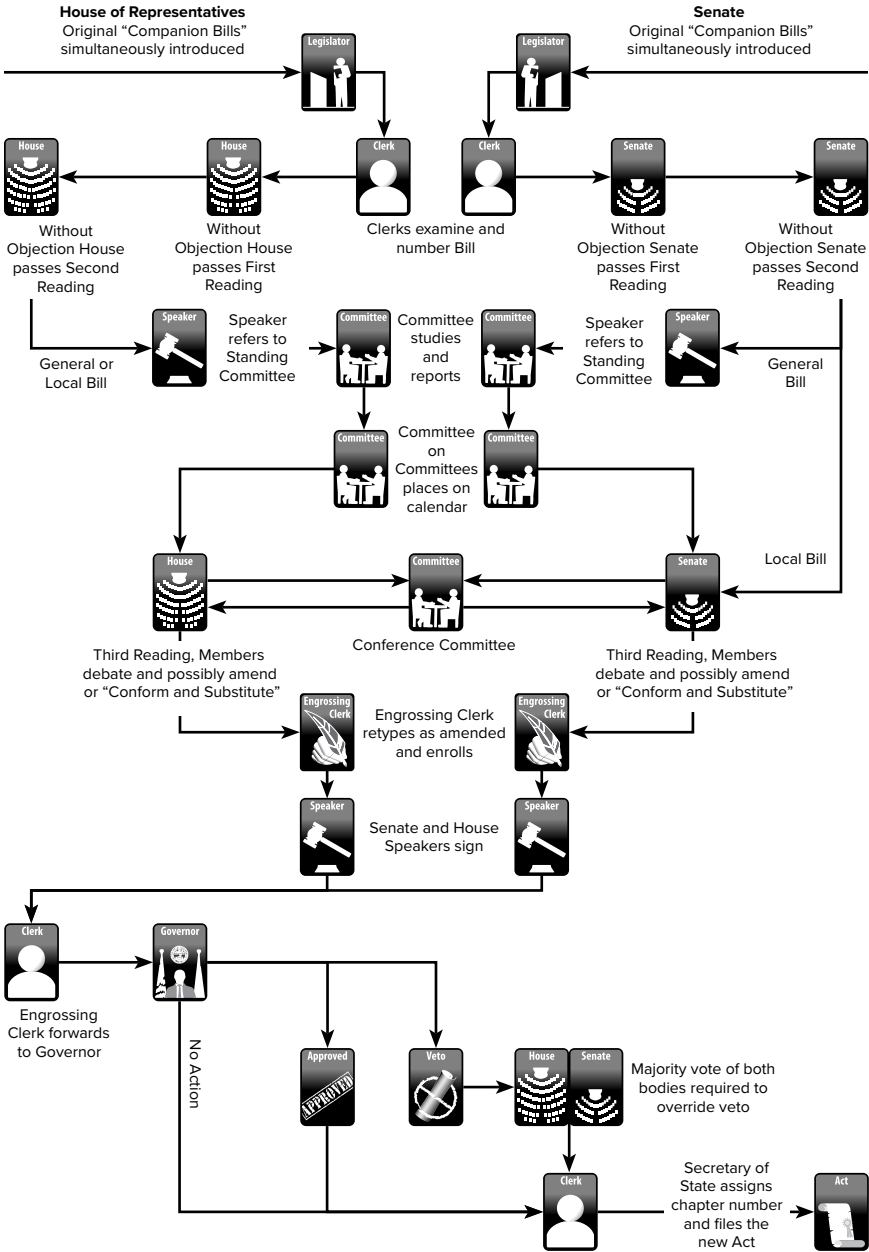 House of Representatives
Original “Companion Bills”
simultaneously introduced
Senate
Original “Companion Bills”
simultaneously introduced
Legislator
Legislator
House
House
Clerk
Clerk
Senate
Senate
Without
Objection House
passes Second
Reading
Without
Objection House
passes First
Reading
Clerks examine and
number Bill
Without
Objection Senate
passes First
Reading
Without
Objection Senate
passes Second
Reading
General or
Local Bill
Speaker
Speaker
refers to
Standing
Committee
Committee
Committee
studies
and
reports
Committee
Speaker
refers to
Standing
Committee
Speaker
General
Bill
Committee
Committee
on
Committees
places on
calendar
Committee
House
Committee
Senate
Local Bill
Conference Committee
Third Reading, Members
debate and possibly amend
or “Conform and Substitute”
Third Reading, Members
debate and possibly amend
or “Conform and Substitute”
Engrossing
Clerk
Engrossing Clerk
retypes as amended
and enrolls
Engrossing
Clerk
Speaker
Senate and House
Speakers sign
Speaker
Clerk
Governor
Engrossing
Clerk forwards
to Governor
No Action
Approved
APPROVED
Veto
House
Senate
Majority vote of both
bodies required to
override veto
Clerk
Secretary of
State assigns
chapter number
and files the
new Act
Act